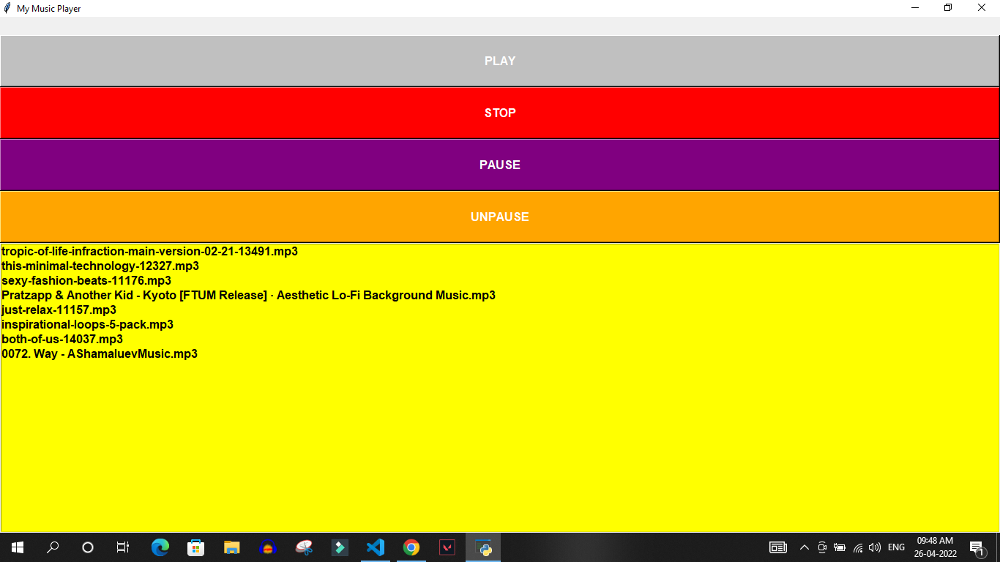 My Music Player
PLAY
STOP
PAUSE
UNPAUSE
tropic-of-life-infraction-main-version-02-21-13491.mp3
this-minimal-technology-12327.mp3
sexy-fashion-beats-11176.mp3
Pratzapp & Another Kid - Kyoto [FTUM Release] · Aesthetic Lo-Fi Background Music.mp3
just-relax-11157.mp3
inspirational-loops-5-pack.mp3
both-of-us-14037.mp3
0072. Way - AShamaluevMusic.mp3
ENG
09:48 AM
26-04-2022
1